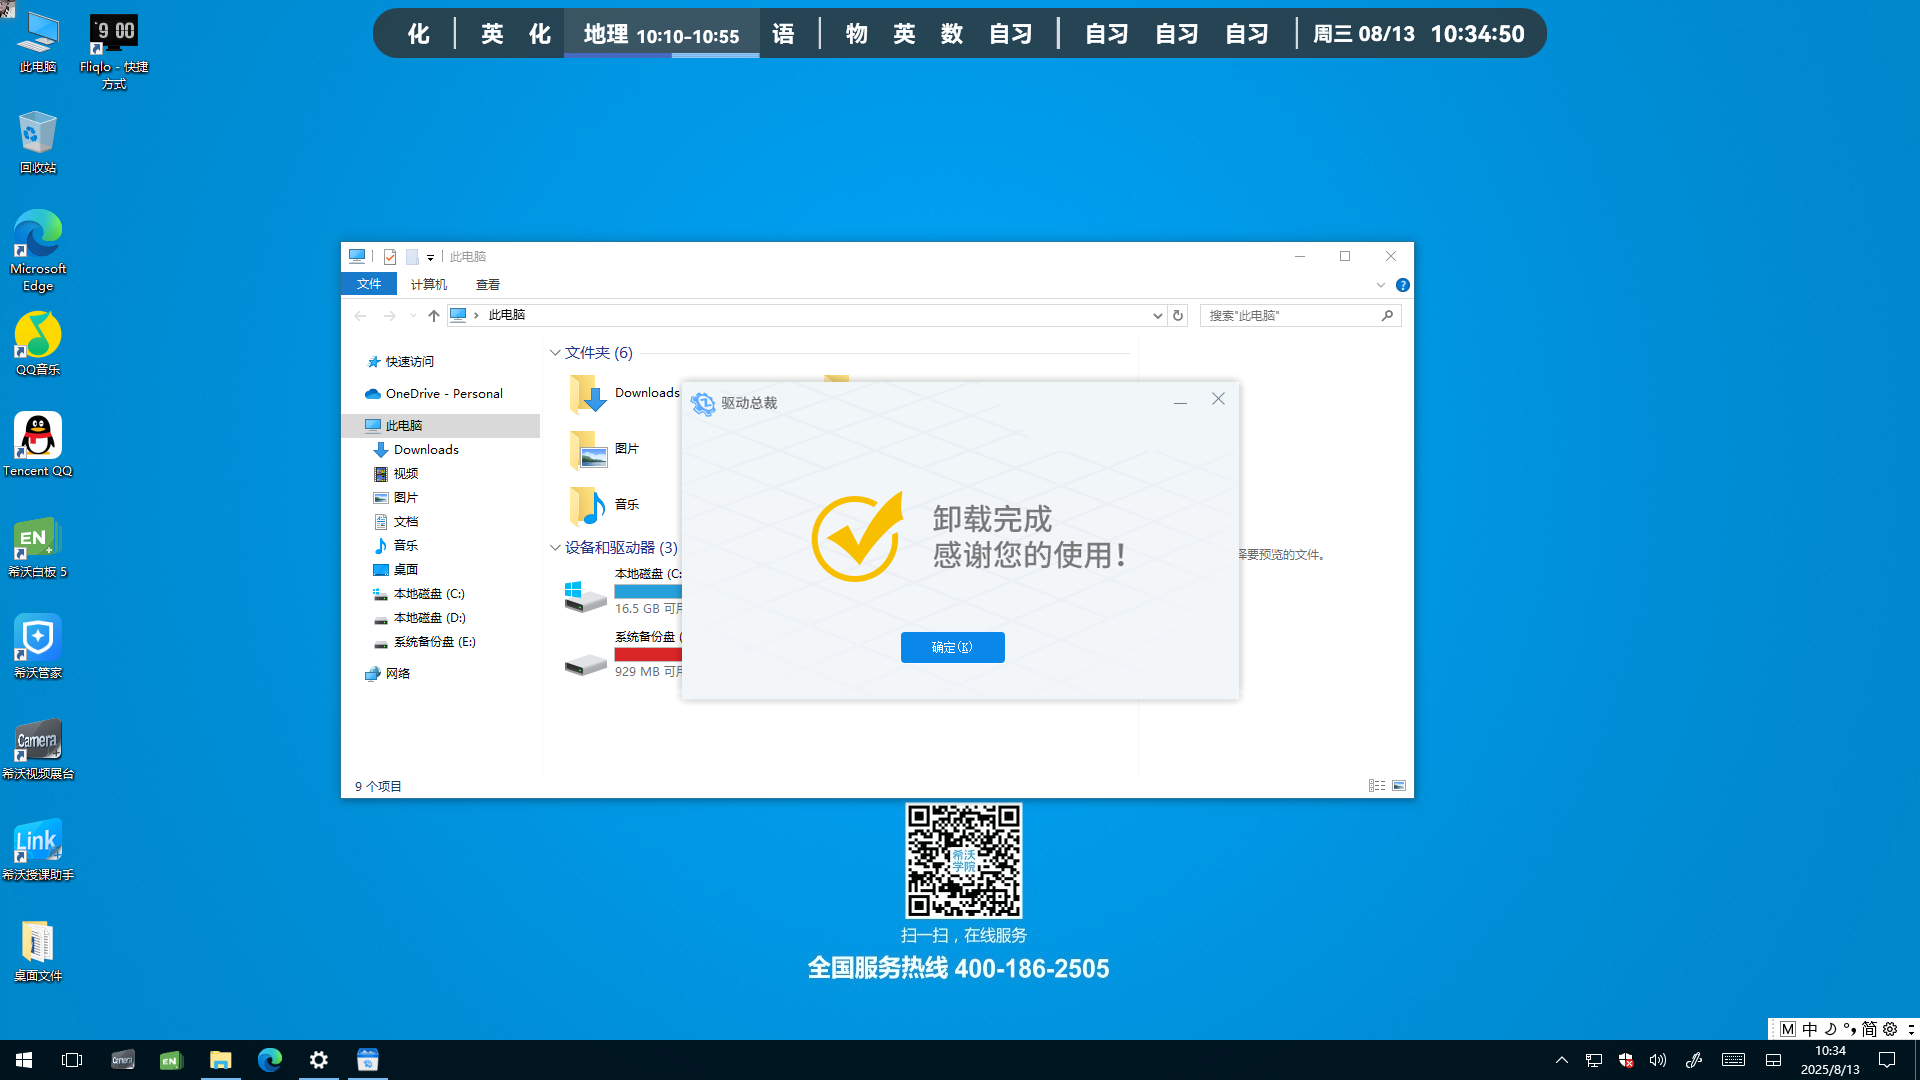 化 | 英 化 地理 10:10-10:55 语 | 物 英 数 自习 | 自习 自习 自习 | 周三 08/13 10:34:50
此电脑
9 00
Fliqlo - 快捷方式
回收站
Microsoft Edge
QQ音乐
Tencent QQ
EN
希沃白板 5
希沃管家
Camera
希沃视频展台
Link
希沃授课助手
桌面文件
此电脑
文件 计算机 查看
此电脑
搜索"此电脑"
快速访问
OneDrive - Personal
此电脑
Downloads
视频
图片
文档
音乐
桌面
本地磁盘 (C:)
本地磁盘 (D:)
系统备份盘 (E:)
网络
文件夹 (6)
Downloads
图片
音乐
设备和驱动器 (3)
本地磁盘 (C:
16.5 GB 可用
系统备份盘 (
929 MB 可用
择要预览的文件。
9 个项目
驱动总裁
卸载完成
感谢您的使用！
确定(K)
希沃
学院
扫一扫，在线服务
全国服务热线 400-186-2505
M 中 简
Camera
EN
10:34
2025/8/13